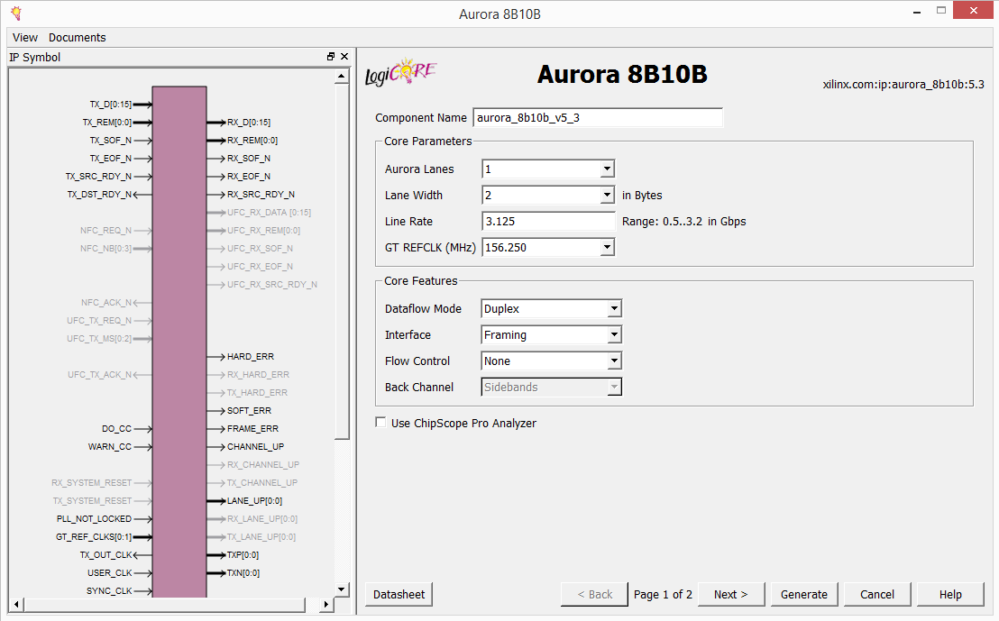 Aurora 8B10B
View Documents
IP Symbol
TX_D[0:15]
TX_REM[0:0]
TX_SOF_N
TX_EOF_N
TX_SRC_RDY_N
TX_DST_RDY_N
NFC_REQ_N
NFC_NB[0:3]
NFC_ACK_N
UFC_TX_REQ_N
UFC_TX_MS[0:2]
UFC_TX_ACK_N
DO_CC
WARN_CC
RX_SYSTEM_RESET
TX_SYSTEM_RESET
PLL_NOT_LOCKED
GT_REF_CLKS[0:1]
TX_OUT_CLK
USER_CLK
SYNC_CLK
RX_D[0:15]
RX_REM[0:0]
RX_SOF_N
RX_EOF_N
RX_SRC_RDY_N
UFC_RX_DATA [0:15]
UFC_RX_REM[0:0]
UFC_RX_SOF_N
UFC_RX_EOF_N
UFC_RX_SRC_RDY_N
HARD_ERR
RX_HARD_ERR
TX_HARD_ERR
SOFT_ERR
FRAME_ERR
CHANNEL_UP
RX_CHANNEL_UP
TX_CHANNEL_UP
LANE_UP[0:0]
RX_LANE_UP[0:0]
TX_LANE_UP[0:0]
TXP[0:0]
TXN[0:0]
LogiCORE
Aurora 8B10B
xilinx.com:ip:aurora_8b10b:5.3
Component Name aurora_8b10b_v5_3
Core Parameters
Aurora Lanes 1
Lane Width 2 in Bytes
Line Rate 3.125 Range: 0.5..3.2 in Gbps
GT REFCLK (MHz) 156.250
Core Features
Dataflow Mode Duplex
Interface Framing
Flow Control None
Back Channel Sidebands
Use ChipScope Pro Analyzer
Datasheet < Back Page 1 of 2 Next > Generate Cancel Help